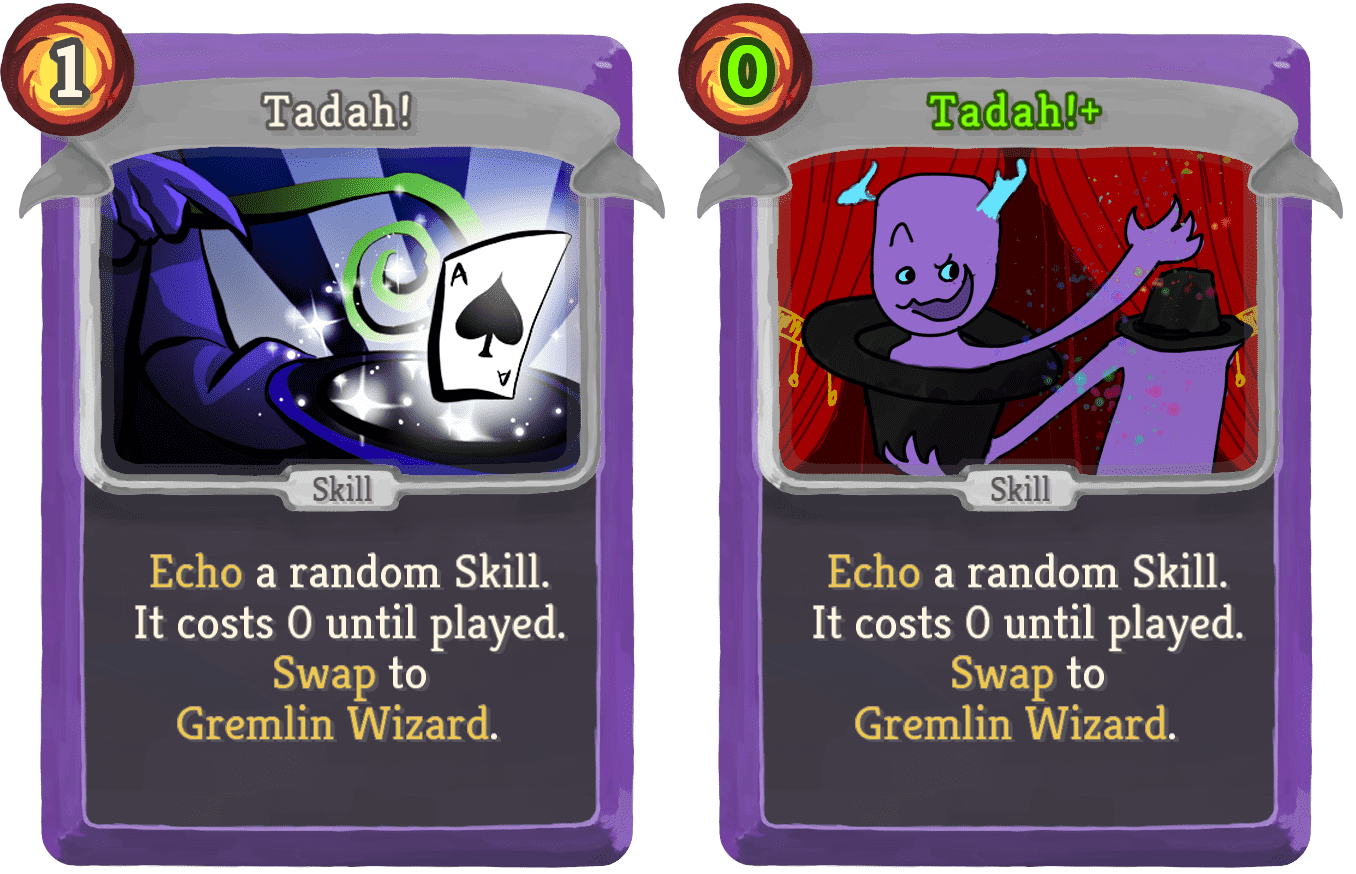 1
Tadah!
A
A
Skill
Echo a random Skill.
It costs 0 until played.
Swap to
Gremlin Wizard.
0
Tadah!+
Skill
Echo a random Skill.
It costs 0 until played.
Swap to
Gremlin Wizard.